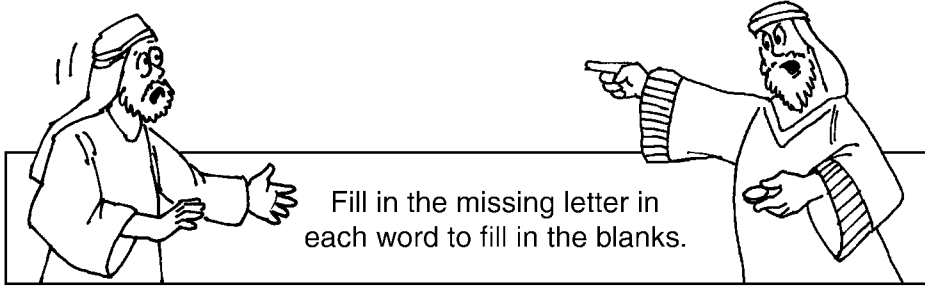 Fill in the missing letter in
each word to fill in the blanks.